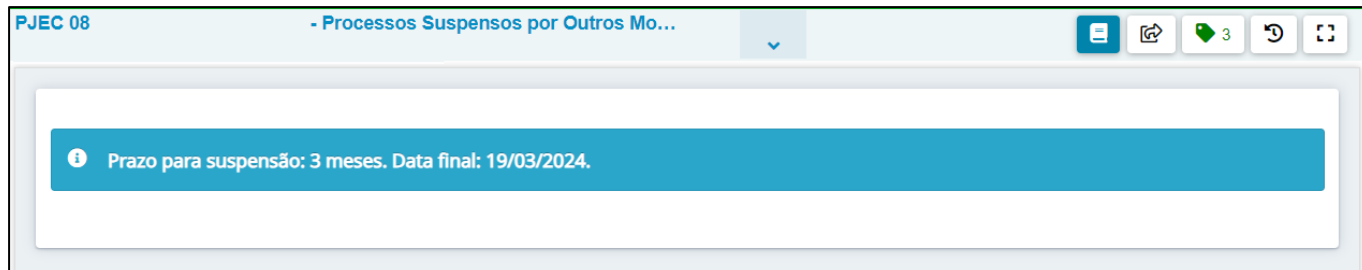 PJEC 08 - Processos Suspensos por Outros Mo...
3
Prazo para suspensão: 3 meses. Data final: 19/03/2024.